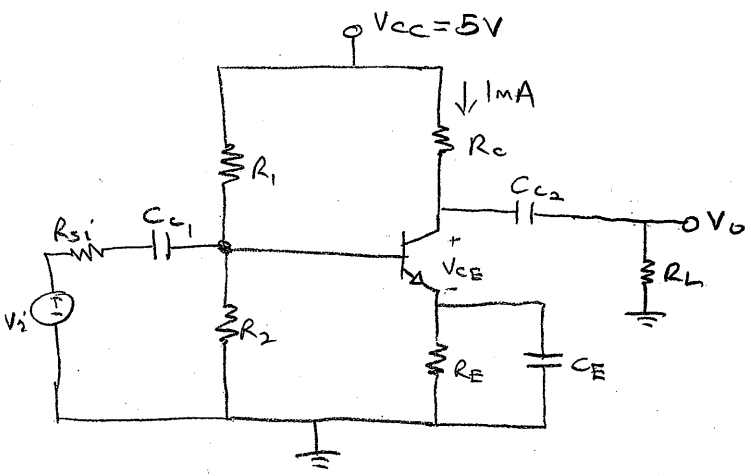 Vcc=5V
↓ 1mA
Rc
R1
Cc2
Vo
Rsi
Cc1
+
VCE
-
RL
+
-
Vi
R2
RE
CE